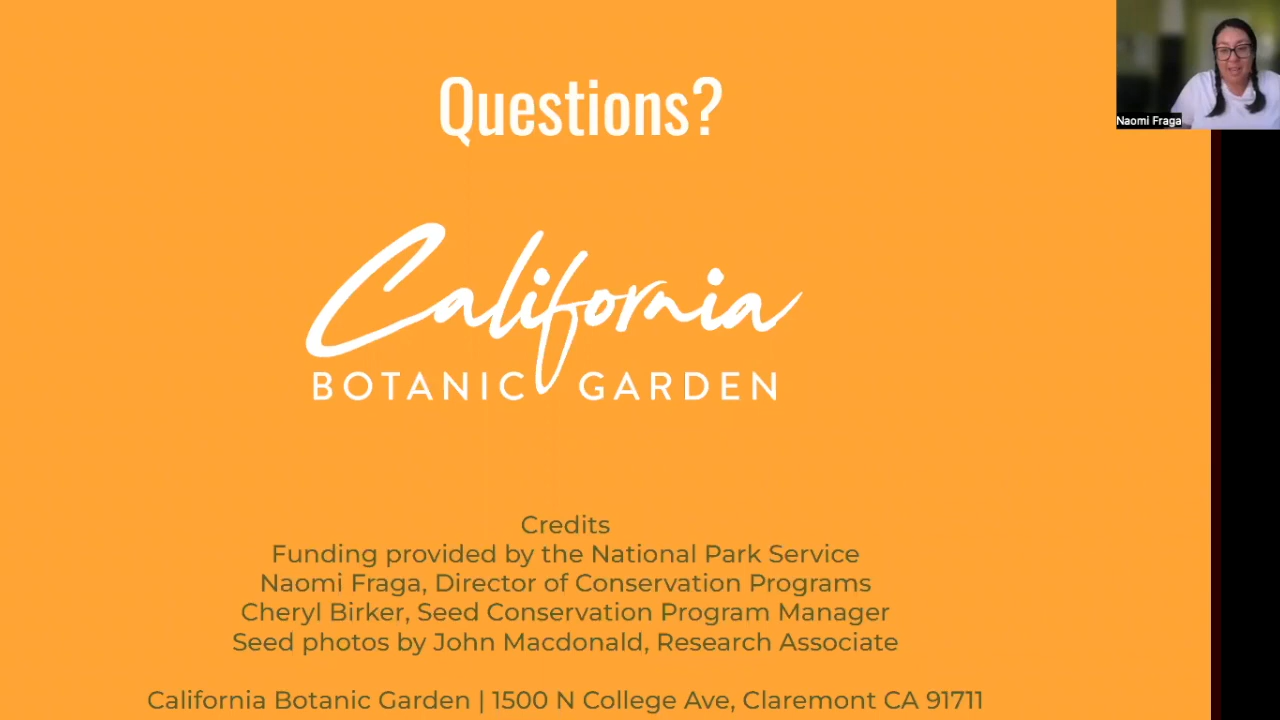 Questions?
Naomi Fraga
California
BOTANIC GARDEN
Credits
Funding provided by the National Park Service
Naomi Fraga, Director of Conservation Programs
Cheryl Birker, Seed Conservation Program Manager
Seed photos by John Macdonald, Research Associate
California Botanic Garden | 1500 N College Ave, Claremont CA 91711